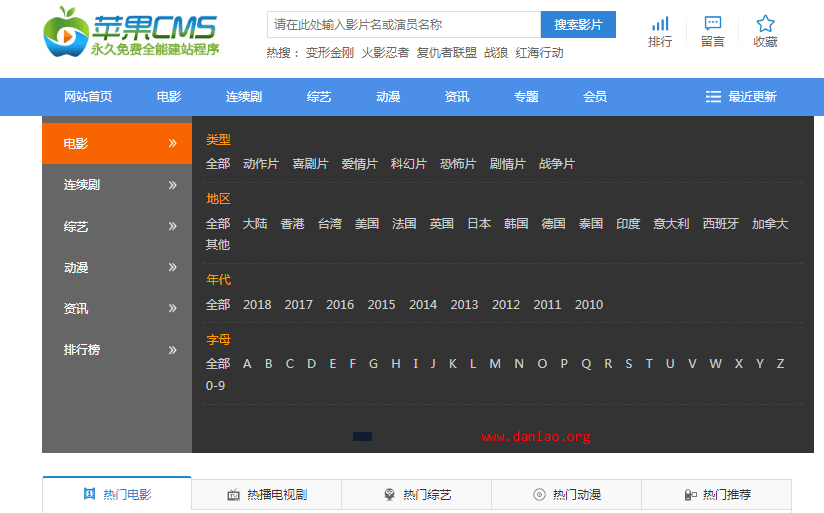 苹果CMS
永久免费全能建站程序
请在此处输入影片名或演员名称 搜索影片
热搜： 变形金刚 火影忍者 复仇者联盟 战狼 红海行动
排行 留言 收藏
网站首页 电影 连续剧 综艺 动漫 资讯 专题 会员 最近更新
电影
连续剧
综艺
动漫
资讯
排行榜
类型
全部 动作片 喜剧片 爱情片 科幻片 恐怖片 剧情片 战争片
地区
全部 大陆 香港 台湾 美国 法国 英国 日本 韩国 德国 泰国 印度 意大利 西班牙 加拿大
其他
年代
全部 2018 2017 2016 2015 2014 2013 2012 2011 2010
字母
全部 A B C D E F G H I J K L M N O P Q R S T U V W X Y Z
0-9
www.daniao.org
热门电影 热播电视剧 热门综艺 热门动漫 热门推荐